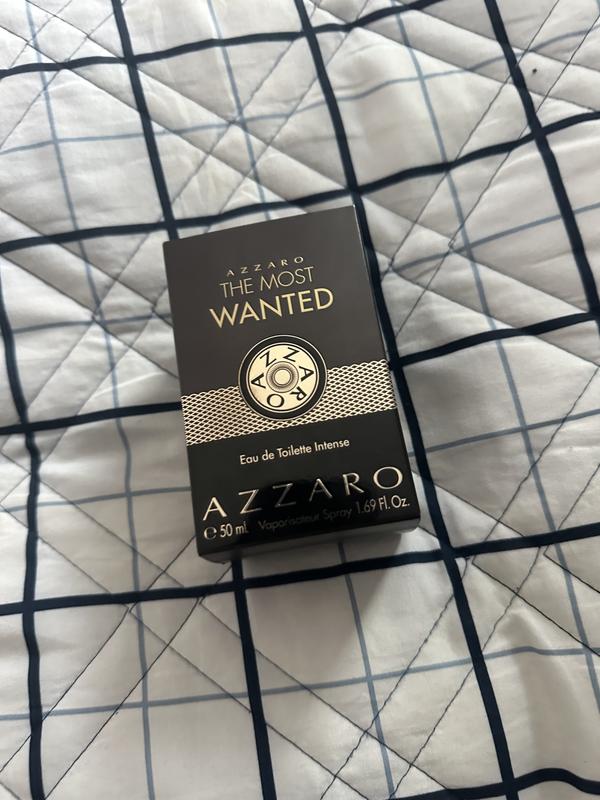 AZZARO
THE MOST
WANTED
AZZARO
Eau de Toilette Intense
AZZARO
℮ 50 mL Vaporisateur Spray 1.69 Fl. Oz.